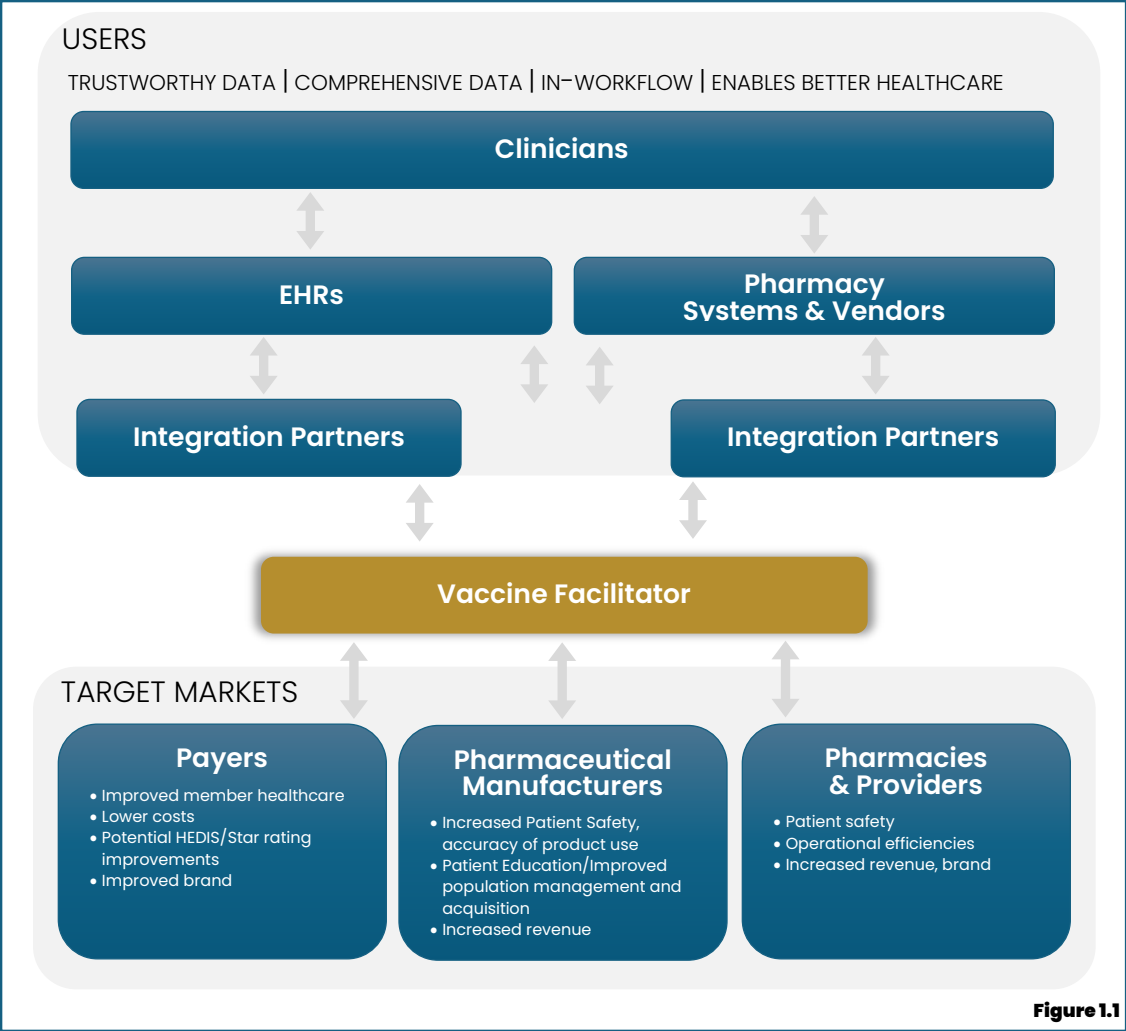 USERS
TRUSTWORTHY DATA | COMPREHENSIVE DATA | IN-WORKFLOW | ENABLES BETTER HEALTHCARE
Clinicians
EHRs
Pharmacy
Systems & Vendors
Integration Partners
Integration Partners
Vaccine Facilitator
TARGET MARKETS
Payers
• Improved member healthcare
• Lower costs
• Potential HEDIS/Star rating
improvements
• Improved brand
Pharmaceutical
Manufacturers
• Increased Patient Safety,
accuracy of product use
• Patient Education/Improved
population management and
acquisition
• Increased revenue
Pharmacies
& Providers
• Patient safety
• Operational efficiencies
• Increased revenue, brand
Figure 1.1